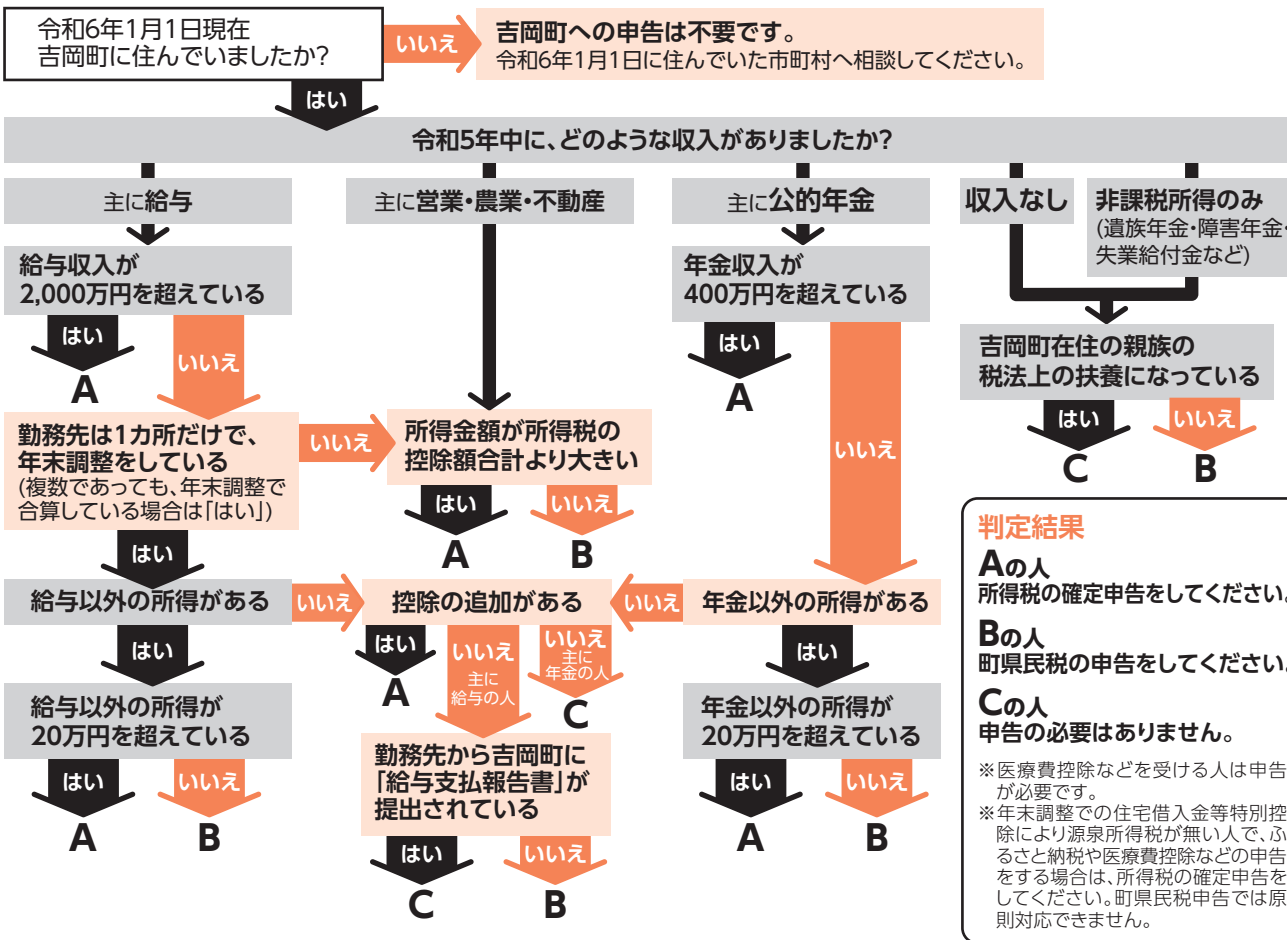 令和6年1月1日現在
吉岡町に住んでいましたか?
いいえ
吉岡町への申告は不要です。
令和6年1月1日に住んでいた市町村へ相談してください。
はい
令和5年中に、どのような収入がありましたか?
主に給与
主に営業・農業・不動産
主に公的年金
収入なし
非課税所得のみ
(遺族年金・障害年金・
失業給付金など)
給与収入が
2,000万円を超えている
年金収入が
400万円を超えている
はい
いいえ
A
はい
A
いいえ
吉岡町在住の親族の
税法上の扶養になっている
はい
いいえ
C
B
勤務先は1カ所だけで、
年末調整をしている
(複数であっても、年末調整で
合算している場合は「はい」)
いいえ
所得金額が所得税の
控除額合計より大きい
はい
いいえ
A
B
はい
給与以外の所得がある
いいえ
控除の追加がある
いいえ
年金以外の所得がある
はい
はい
A
いいえ
主に
給与の人
いいえ
主に
年金の人
C
はい
給与以外の所得が
20万円を超えている
はい
いいえ
A
B
勤務先から吉岡町に
「給与支払報告書」が
提出されている
はい
いいえ
C
B
年金以外の所得が
20万円を超えている
はい
いいえ
A
B
判定結果
Aの人
所得税の確定申告をしてください。
Bの人
町県民税の申告をしてください。
Cの人
申告の必要はありません。
※医療費控除などを受ける人は申告
が必要です。
※年末調整での住宅借入金等特別控
除により源泉所得税が無い人で、ふ
るさと納税や医療費控除などの申告
をする場合は、所得税の確定申告を
してください。町県民税申告では原
則対応できません。